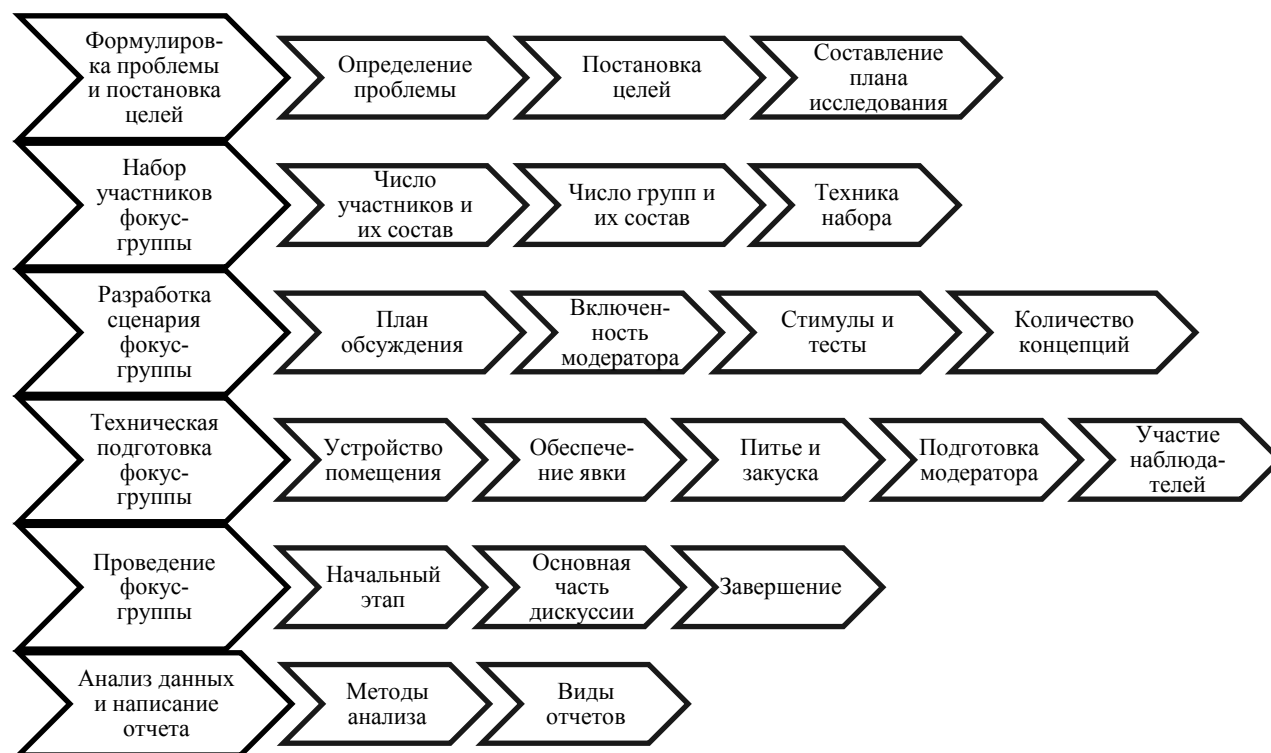 Формулиров-
ка проблемы
и постановка
целей
Определение
проблемы
Постановка
целей
Составление
плана
исследования
Набор
участников
фокус-
группы
Число
участников и
их состав
Число групп и
их состав
Техника
набора
Разработка
сценария
фокус-
группы
План
обсуждения
Включен-
ность
модератора
Стимулы и
тесты
Количество
концепций
Техническая
подготовка
фокус-
группы
Устройство
помещения
Обеспече-
ние явки
Питье и
закуска
Подготовка
модератора
Участие
наблюда-
телей
Проведение
фокус-
группы
Начальный
этап
Основная
часть
дискуссии
Завершение
Анализ данных
и написание
отчета
Методы
анализа
Виды
отчетов